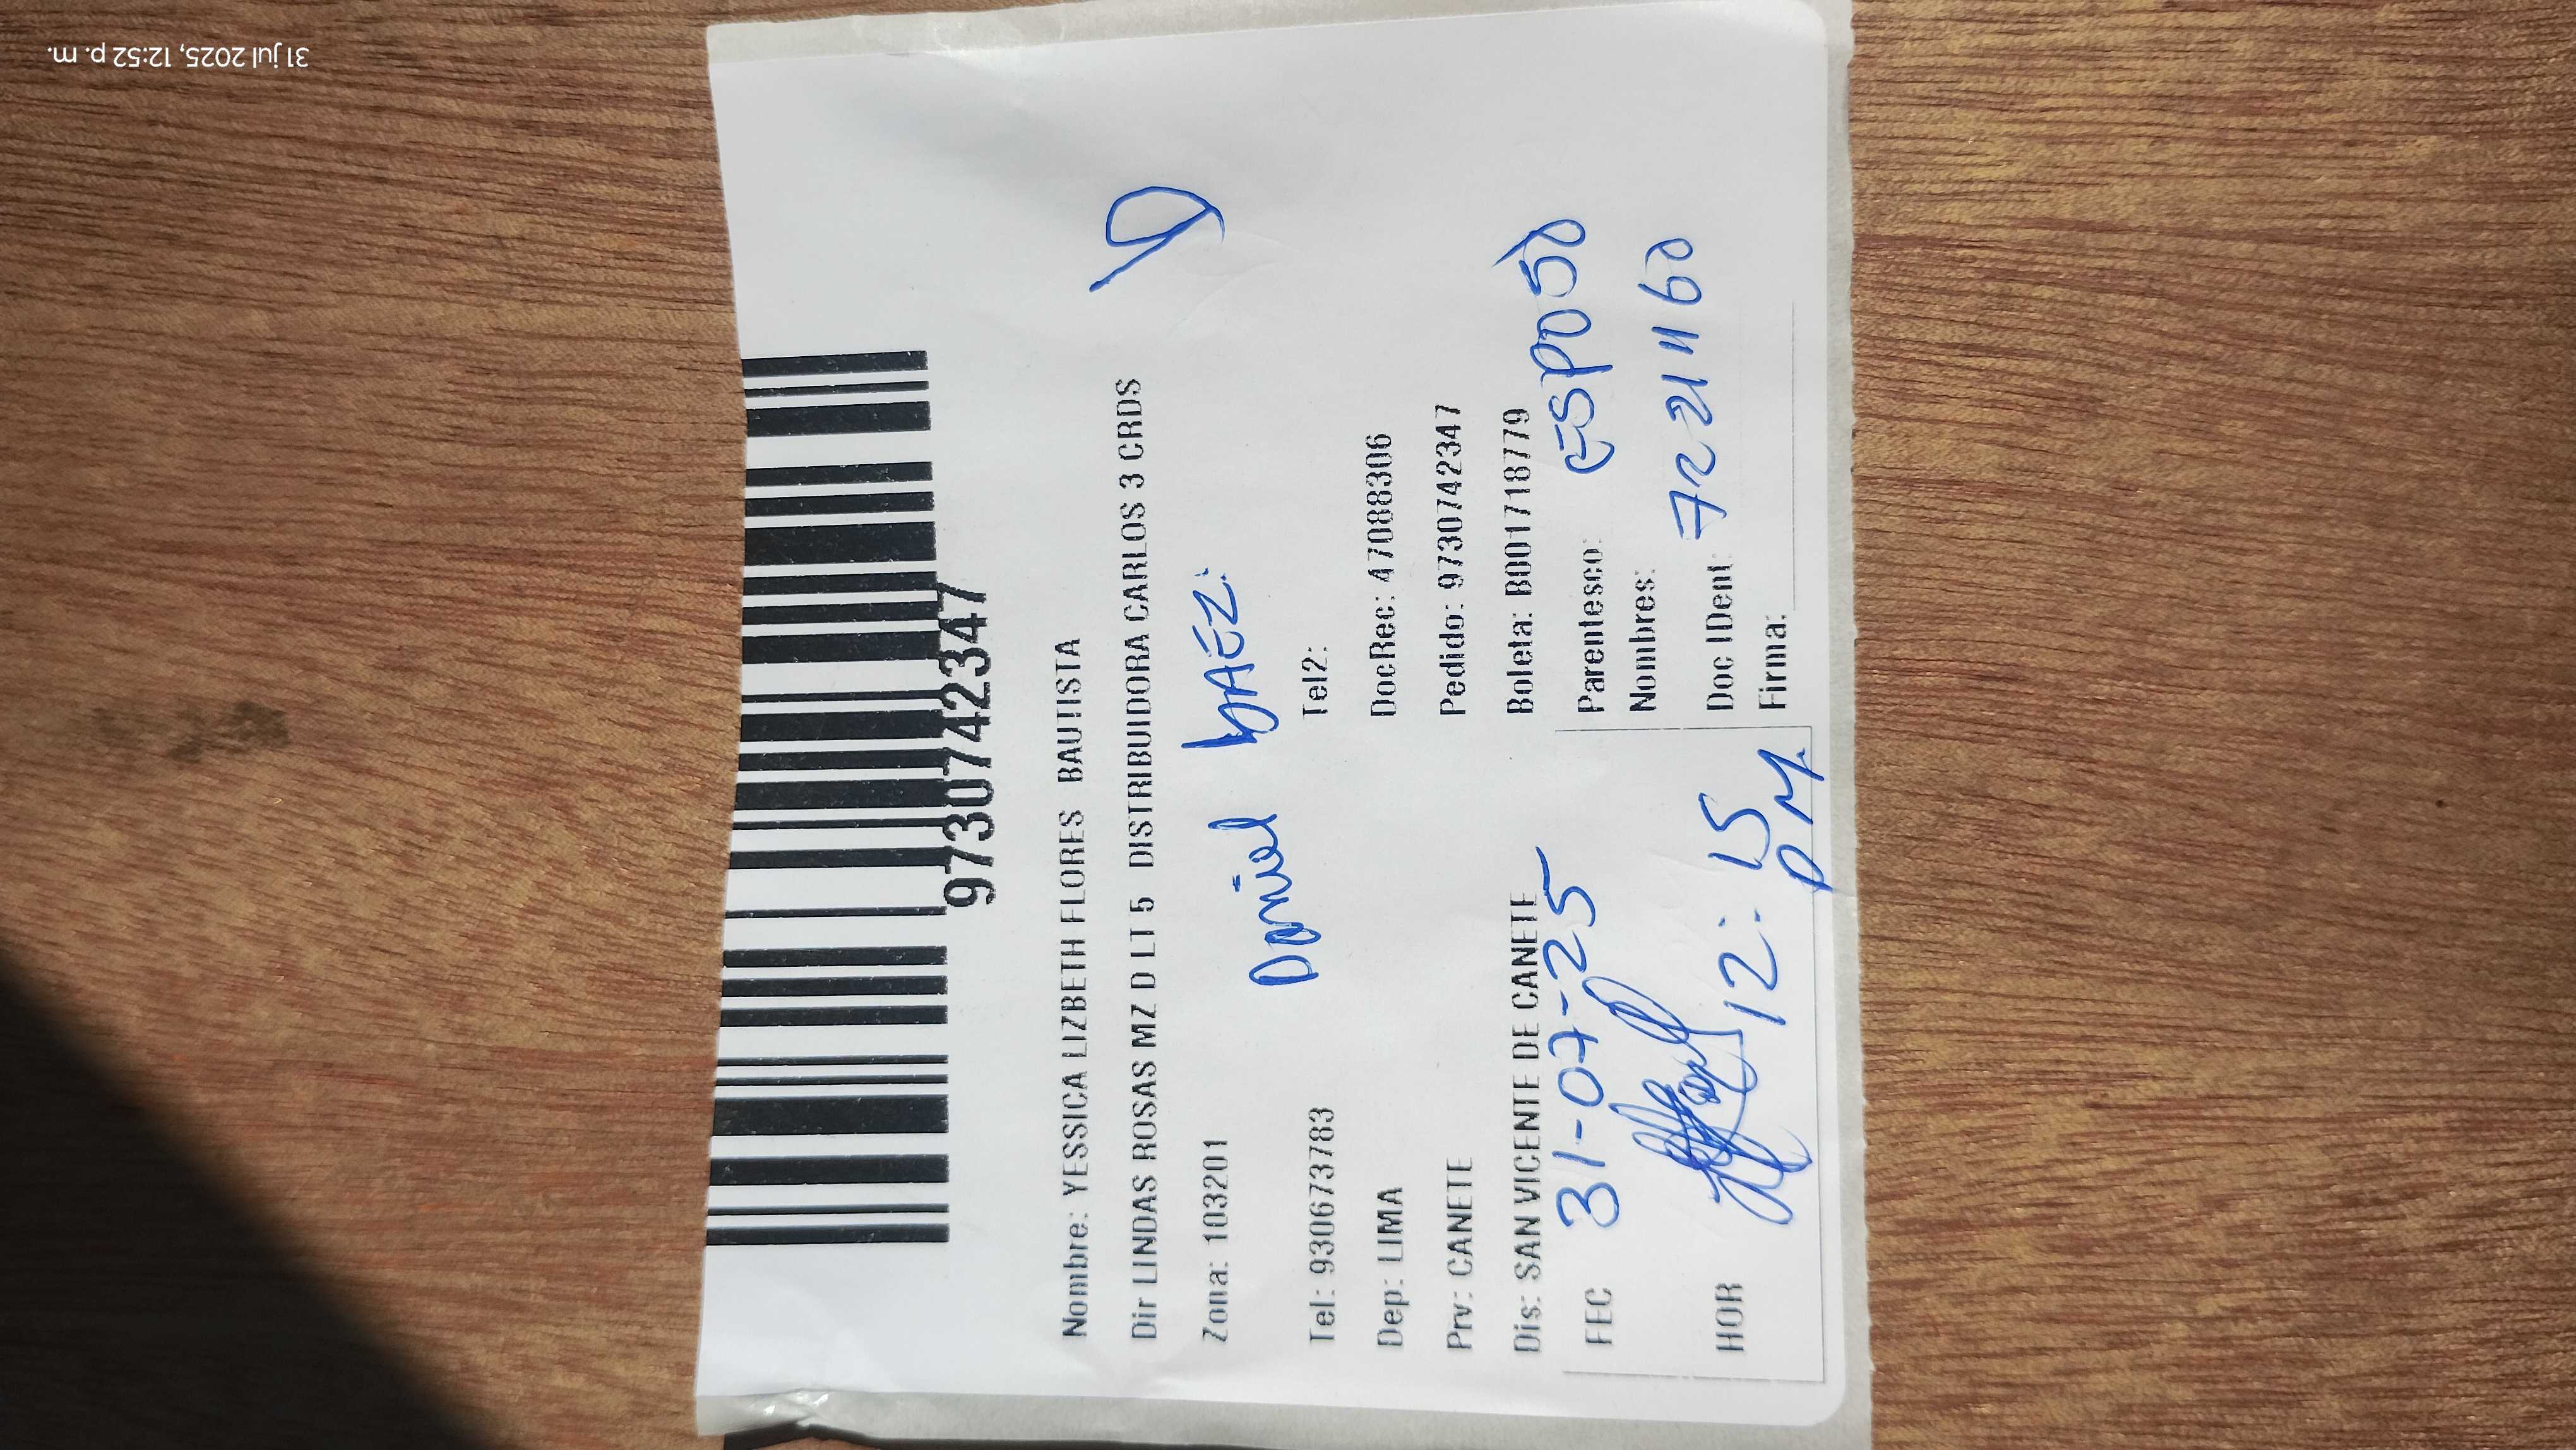 31 jul 2025, 12:52 p. m.
9730742347
Nombre: YESSICA LIZBETH FLORES BAUTISTA
Dir LINDAS ROSAS MZ D LT 5 DISTRIBUIDORA CARLOS 3 CRDS
Zona: 103201
Daniel BAEZ.
Tel: 930673783 Tel2:
Dep: LIMA DocRec: 47088306
Prv: CANETE Pedido: 9730742347
Dis: SAN VICENTE DE CANETE Boleta: B001718779
FEC 31-07-25 Parentesco: ESPOSO
Nombres:
HOR 12:15 PM. Doc IDent: 72211160
Firma: